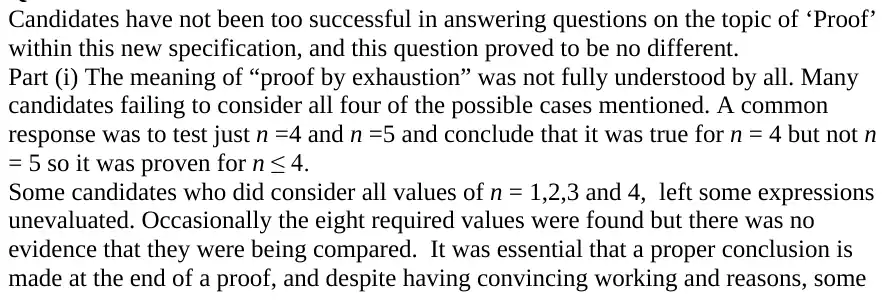 Candidates have not been too successful in answering questions on the topic of ‘Proof’
within this new specification, and this question proved to be no different.
Part (i) The meaning of “proof by exhaustion” was not fully understood by all. Many
candidates failing to consider all four of the possible cases mentioned. A common
response was to test just n =4 and n =5 and conclude that it was true for n = 4 but not n
= 5 so it was proven for n ≤ 4.
Some candidates who did consider all values of n = 1,2,3 and 4,  left some expressions
unevaluated. Occasionally the eight required values were found but there was no
evidence that they were being compared.  It was essential that a proper conclusion is
made at the end of a proof, and despite having convincing working and reasons, some